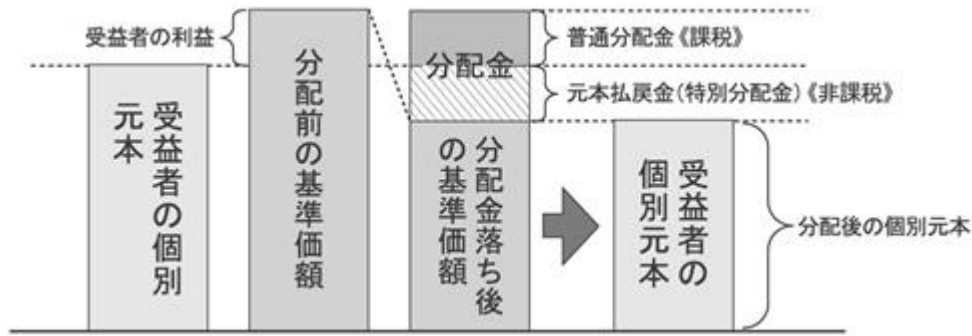 受益者の利益
受益者の個別
元本
分配前の基準価額
分配金
分配金落ち後
の基準価額
普通分配金《課税》
元本払戻金(特別分配金)《非課税》
受益者の
個別元本
分配後の個別元本